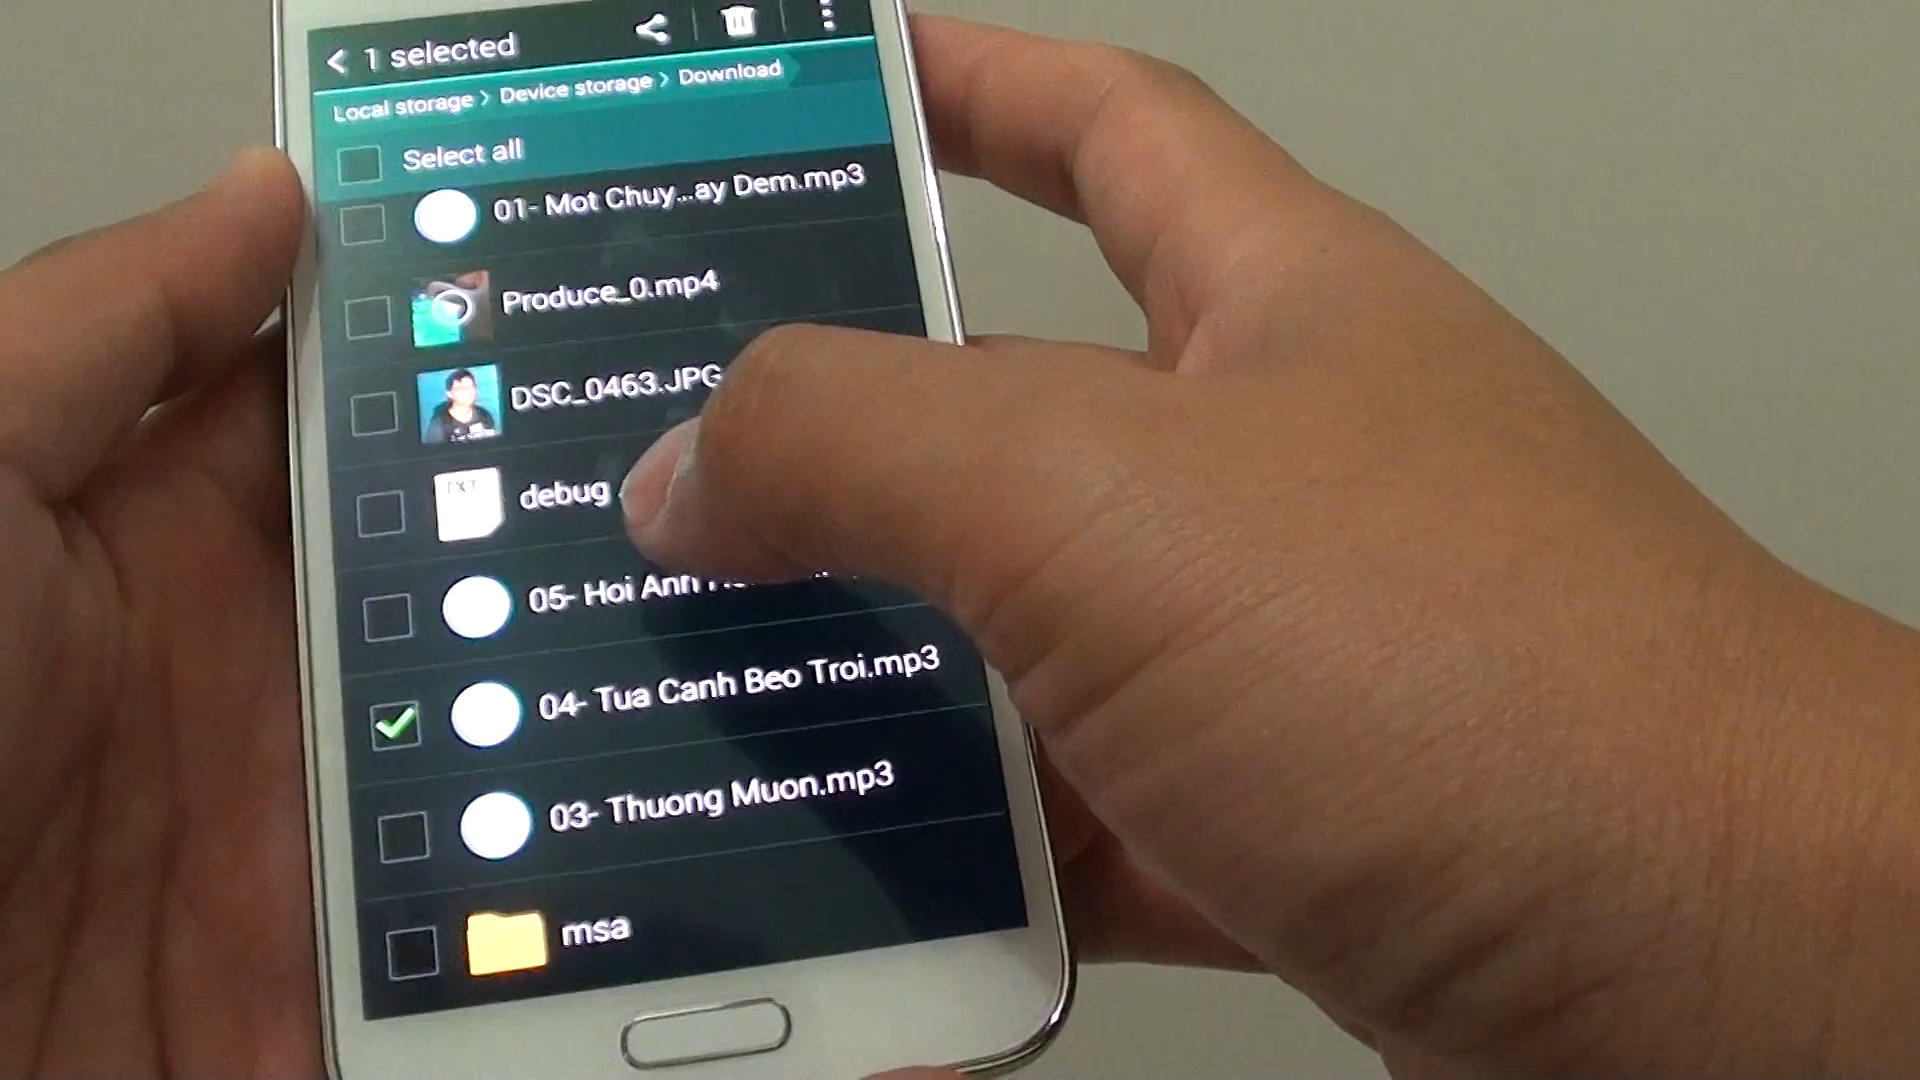 1 selected
Local storage > Device storage > Download
Select all
01- Mot Chuy...ay Dem.mp3
Produce_0.mp4
DSC_0463.JPG
TXT
debug
05- Hoi Anh
04- Tua Canh Beo Troi.mp3
03- Thuong Muon.mp3
msa